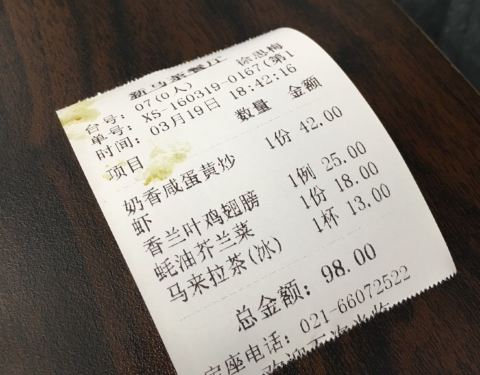 新马茶餐厅
台号: 07(0人) 徐思梅
单号: XS-160319-0167(第1
时间: 03月19日 18:42:16
项目 数量 金额
奶香咸蛋黄炒 1份 42.00
虾
香兰叶鸡翅膀 1例 25.00
蚝油芥兰菜 1份 18.00
马来拉茶(冰) 1杯 13.00
总金额: 98.00
定座电话: 021-66072522